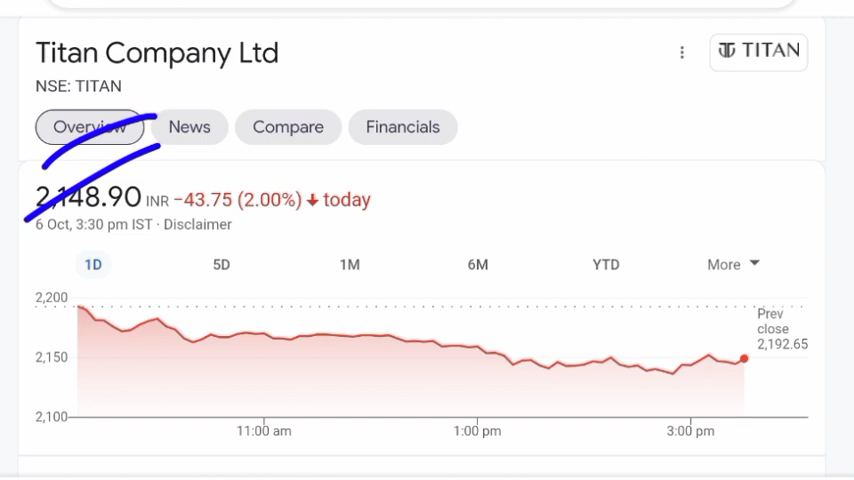 Titan Company Ltd
TITAN
NSE: TITAN
Overview News Compare Financials
2,148.90 INR −43.75 (2.00%) ↓ today
6 Oct, 3:30 pm IST · Disclaimer
1D 5D 1M 6M YTD More
2,200
Prev
close
2,192.65
2,150
2,100
11:00 am 1:00 pm 3:00 pm